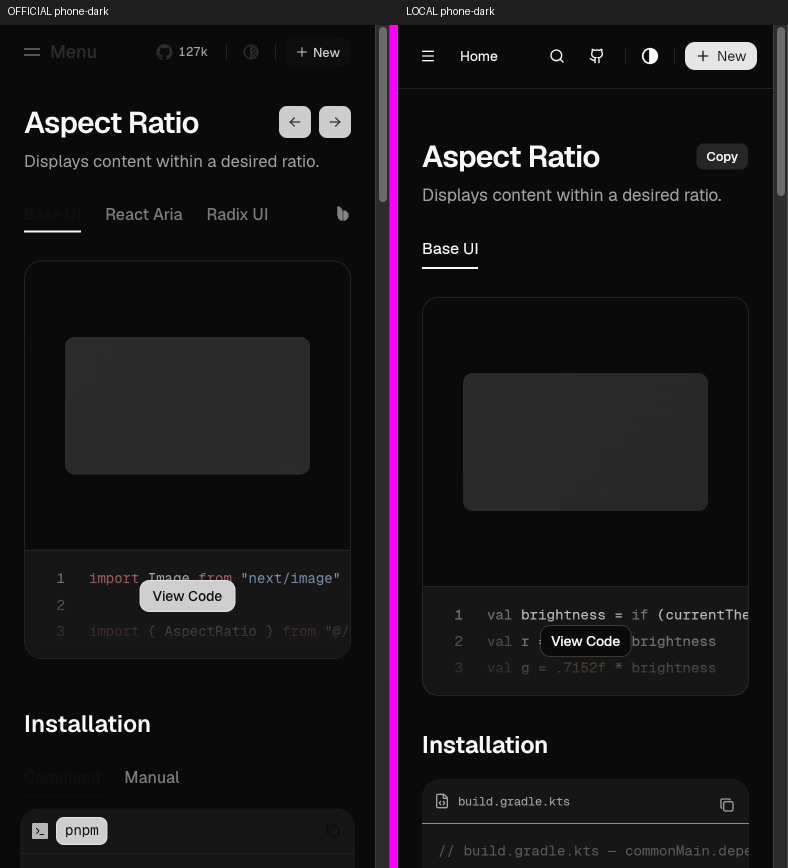 OFFICIAL phone-dark
Menu
127k
+ New
Aspect Ratio
Displays content within a desired ratio.
Base UI
React Aria
Radix UI
1 import Image from "next/image"
2
View Code
3 import { AspectRatio } from "@/
Installation
Command
Manual
pnpm
LOCAL phone-dark
Home
+ New
Aspect Ratio
Copy
Displays content within a desired ratio.
Base UI
1 val brightness = if (currentThe
2 val r = brightness
View Code
3 val g = .7152f * brightness
Installation
build.gradle.kts
// build.gradle.kts — commonMain.depe